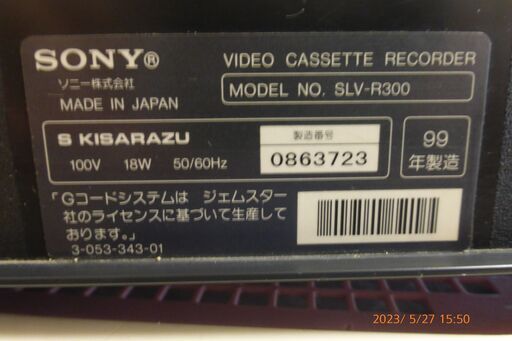 SONY®
ソニー株式会社
MADE IN JAPAN
VIDEO CASSETTE RECORDER
MODEL NO. SLV-R300
S KISARAZU
100V 18W 50/60Hz
製造番号
0863723
99
年製造
「Gコードシステムは ジェムスター
社のライセンスに基づいて生産して
おります。」
3-053-343-01
2023/ 5/27 15:50